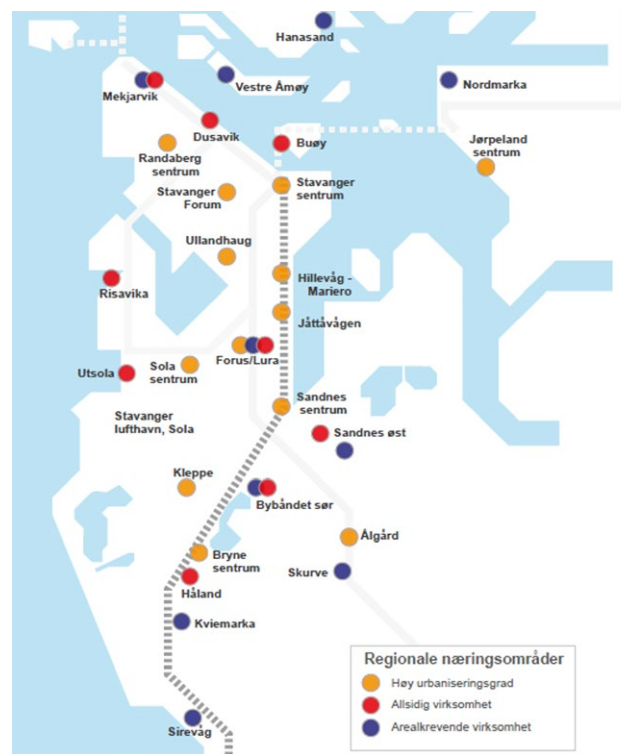 Hanasand
Vestre Åmøy
Nordmarka
Mekjarvik
Dusavik
Buøy
Jørpeland
sentrum
Randaberg
sentrum
Stavanger
Forum
Stavanger
sentrum
Ullandhaug
Hillevåg -
Mariero
Risavika
Jåttåvågen
Forus/Lura
Utsola
Sola
sentrum
Sandnes
sentrum
Stavanger
lufthavn, Sola
Sandnes øst
Kleppe
Bybåndet sør
Ålgård
Bryne
sentrum
Skurve
Håland
Kviemarka
Sirevåg
Regionale næringsområder
Høy urbaniseringsgrad
Allsidig virksomhet
Arealkrevende virksomhet